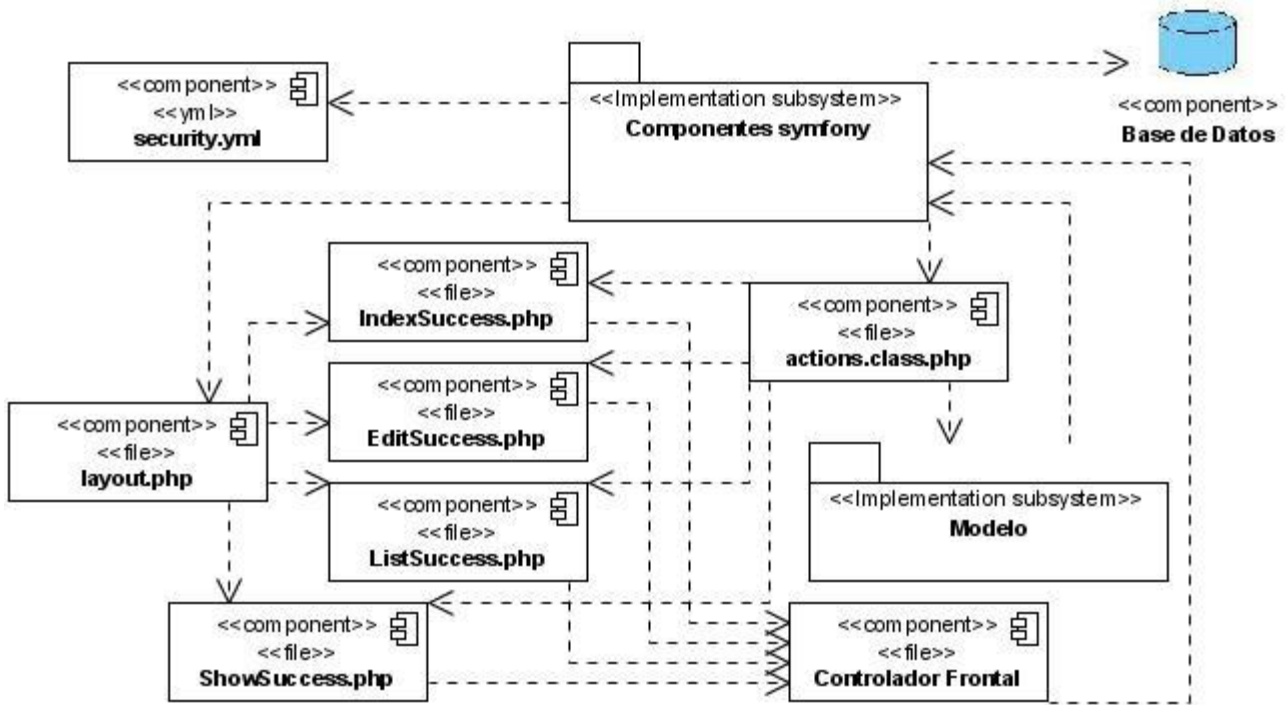 <<component>>
<<yml>>
security.yml
<<Implementation subsystem>>
Componentes symfony
<<component>>
Base de Datos
<<component>>
<<file>>
IndexSuccess.php
<<component>>
<<file>>
actions.class.php
<<component>>
<<file>>
EditSuccess.php
<<component>>
<<file>>
layout.php
<<component>>
<<file>>
ListSuccess.php
<<Implementation subsystem>>
Modelo
<<component>>
<<file>>
ShowSuccess.php
<<component>>
<<file>>
Controlador Frontal